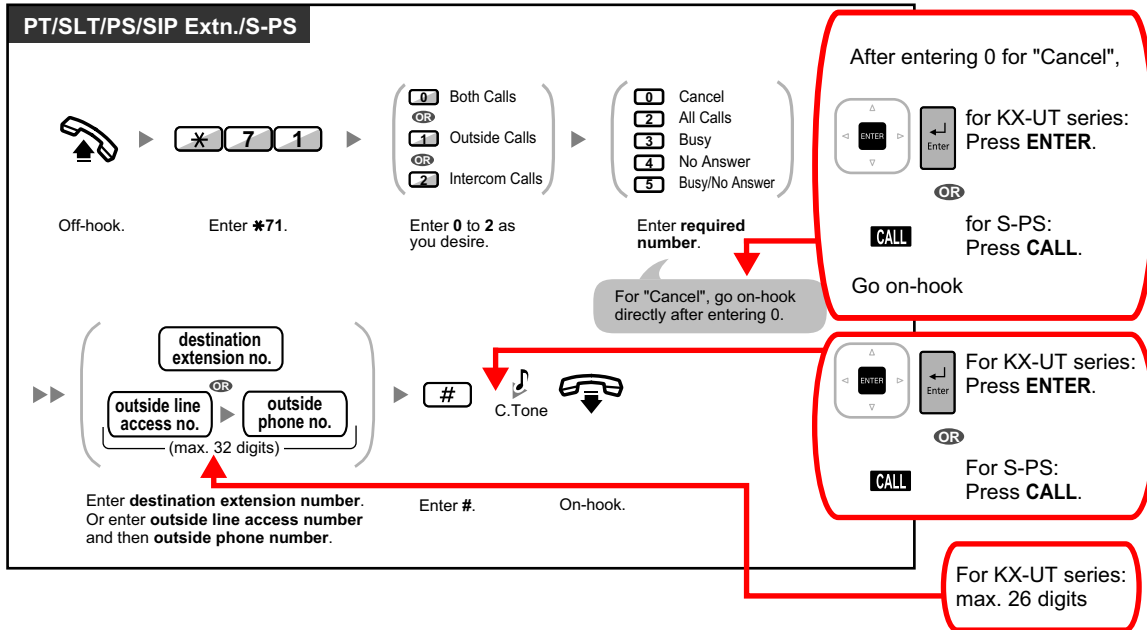 PT/SLT/PS/SIP Extn./S-PS
Off-hook.
✱ 7 1
Enter ✱71.
0 Both Calls
OR
1 Outside Calls
OR
2 Intercom Calls
Enter 0 to 2 as
you desire.
0 Cancel
2 All Calls
3 Busy
4 No Answer
5 Busy/No Answer
Enter required
number.
For "Cancel", go on-hook
directly after entering 0.
After entering 0 for "Cancel",
ENTER
Enter
for KX-UT series:
Press ENTER.
OR
CALL
for S-PS:
Press CALL.
Go on-hook
destination
extension no.
OR
outside line
access no.
outside
phone no.
(max. 32 digits)
Enter destination extension number.
Or enter outside line access number
and then outside phone number.
#
Enter #.
C.Tone
On-hook.
ENTER
Enter
For KX-UT series:
Press ENTER.
OR
CALL
For S-PS:
Press CALL.
For KX-UT series:
max. 26 digits